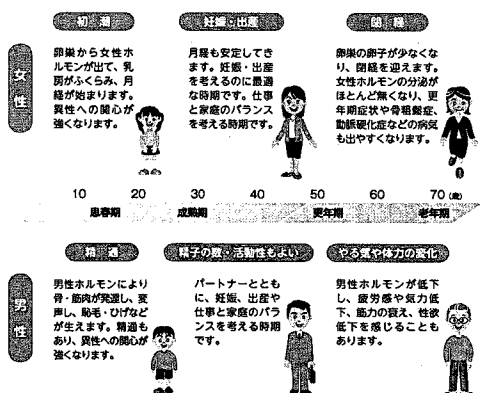 初潮
妊娠・出産
閉経
女性
卵巣から女性ホ
ルモンが出て、乳
房がふくらみ、月
経が始まります。
異性への関心が
強くなります。
月経も安定してき
ます。妊娠・出産
を考えるのに最適
な時期です。仕事
と家庭のバランス
を考える時期です。
卵巣の卵子が少なくな
り、閉経を迎えます。
女性ホルモンの分泌が
ほとんど無くなり、更
年期症状や骨粗鬆症、
動脈硬化症などの病気
も出やすくなります。
10 20 30 40 50 60 70 (歳)
思春期 成熟期 更年期 老年期
精通
精子の数・活動性もよい
やる気や体力の変化
男性
男性ホルモンにより
骨・筋肉が発達し、変
声し、恥毛・ひげなど
が生えます。精通も
あり、異性への関心が
強くなります。
パートナーととも
に、妊娠、出産や
仕事と家庭のバラ
ンスを考える時期
です。
男性ホルモンが低下
し、疲労感や気力低
下、筋力の衰え、性欲
低下を感じることも
あります。